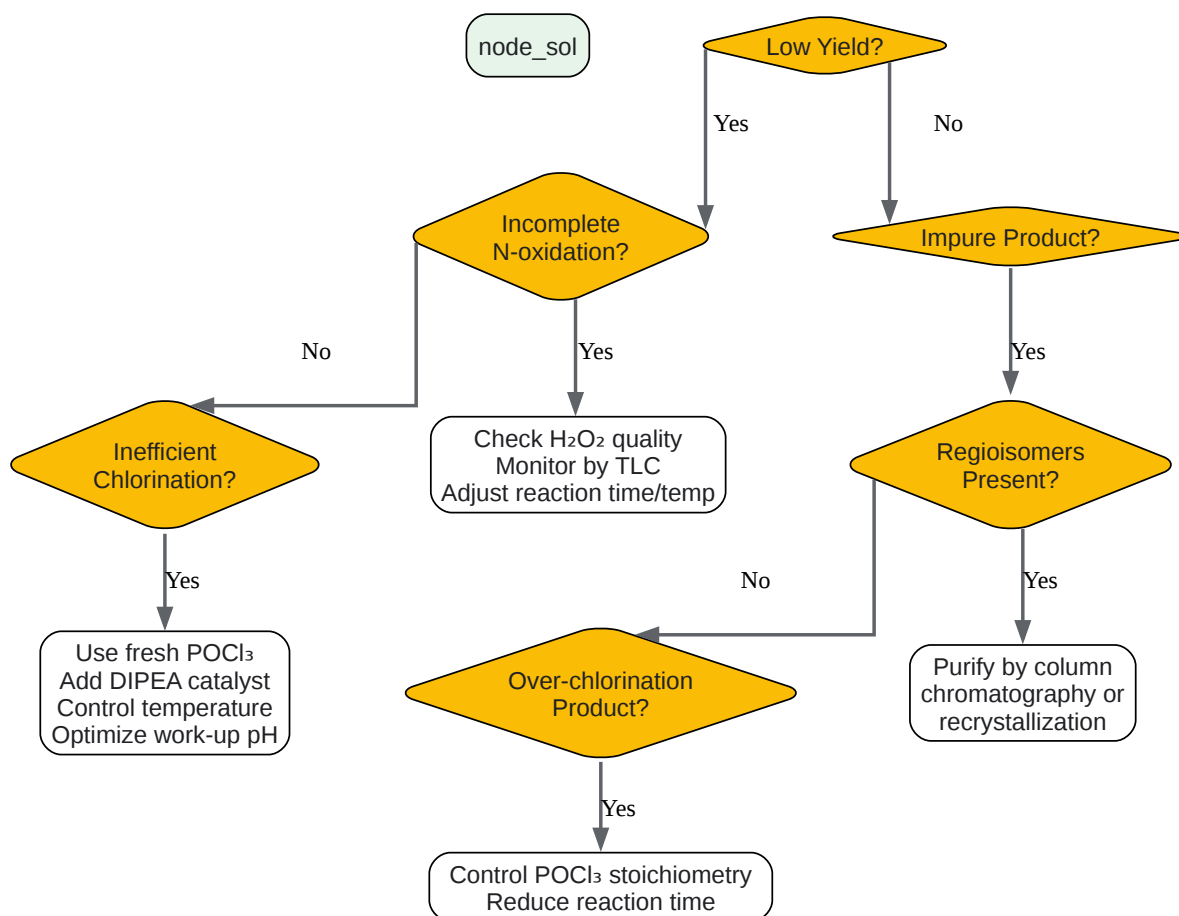 node_sol
Low Yield?
Yes
No
Incomplete
N-oxidation?
Impure Product?
No
Yes
Yes
Inefficient
Chlorination?
Check H₂O₂ quality
Monitor by TLC
Adjust reaction time/temp
Regioisomers
Present?
Yes
No
Yes
Use fresh POCl₃
Add DIPEA catalyst
Control temperature
Optimize work-up pH
Over-chlorination
Product?
Purify by column
chromatography or
recrystallization
Yes
Control POCl₃ stoichiometry
Reduce reaction time